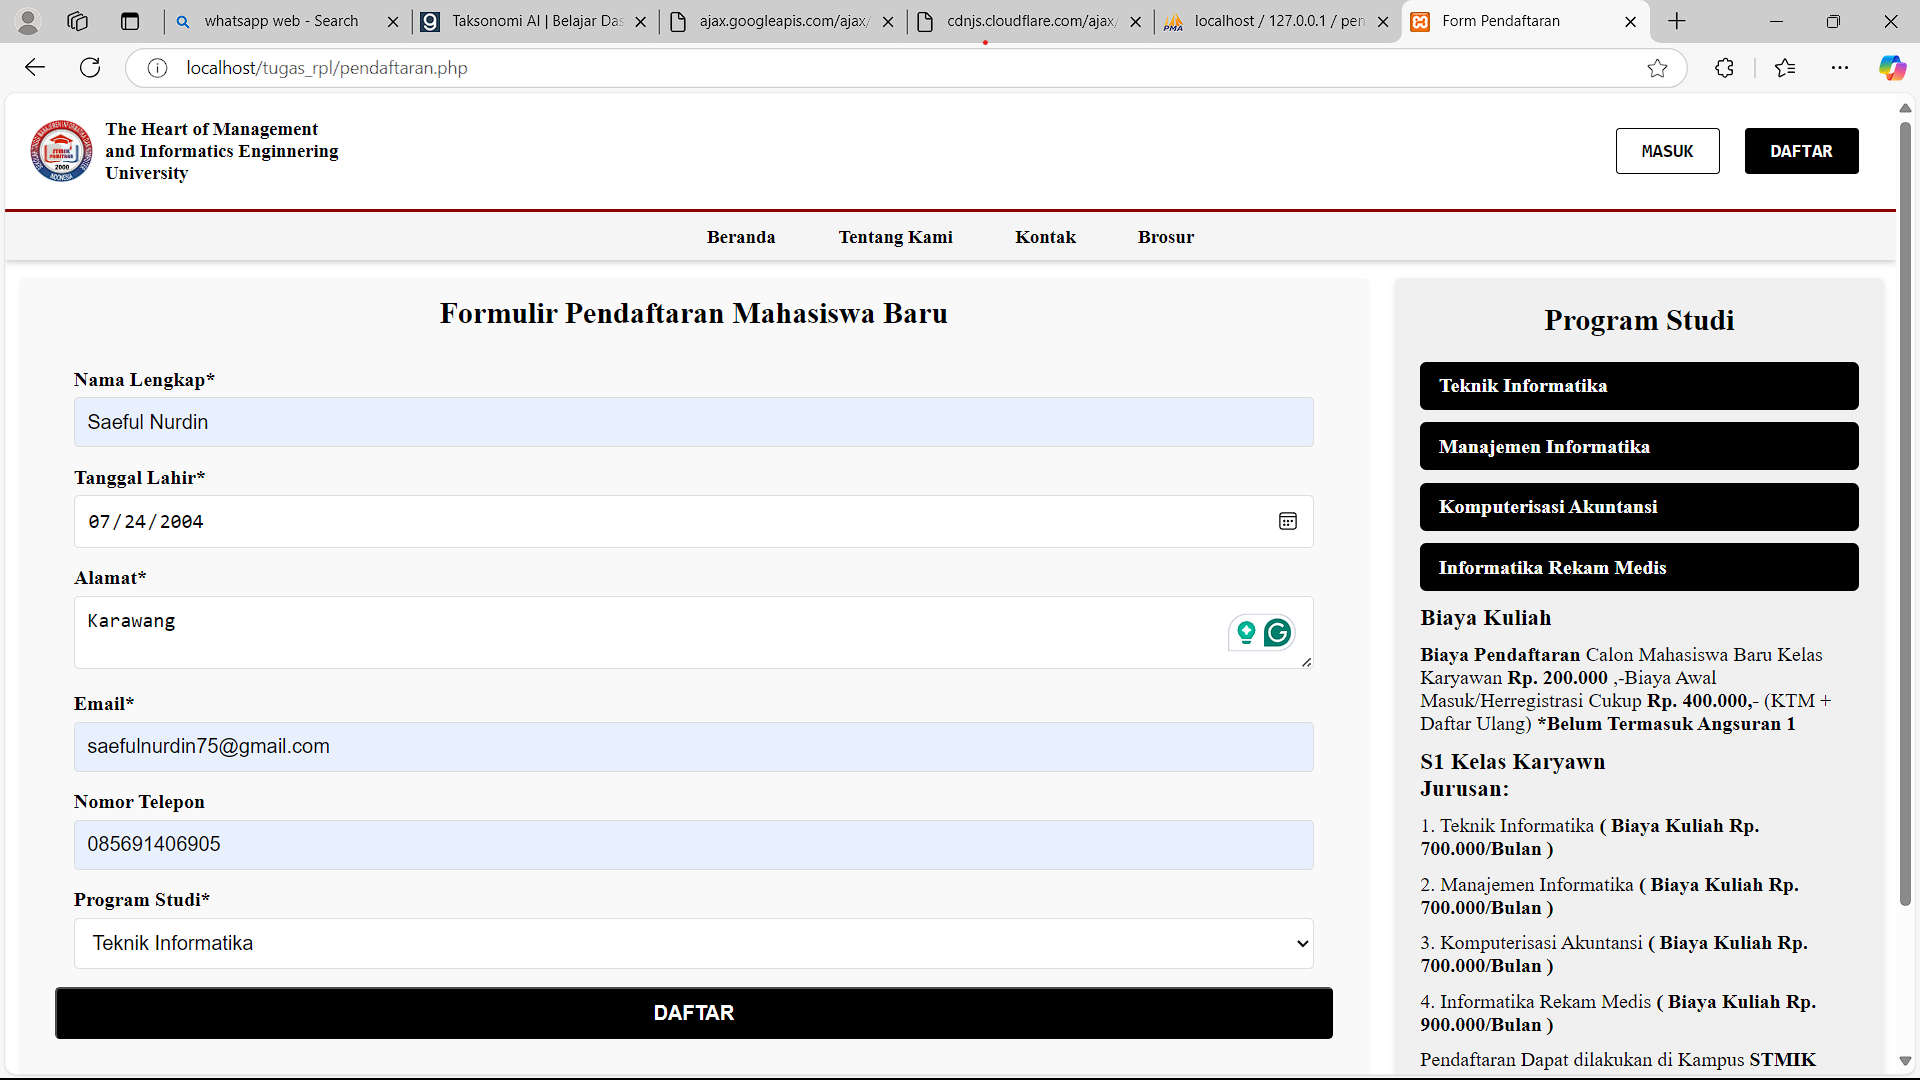 whatsapp web - Search
Taksonomi AI | Belajar Das
ajax.googleapis.com/ajax/
cdnjs.cloudflare.com/ajax/
localhost / 127.0.0.1 / pen
Form Pendaftaran
localhost/tugas_rpl/pendaftaran.php
The Heart of Management
and Informatics Enginnering
University
MASUK
DAFTAR
Beranda
Tentang Kami
Kontak
Brosur
Formulir Pendaftaran Mahasiswa Baru
Nama Lengkap*
Saeful Nurdin
Tanggal Lahir*
07/24/2004
Alamat*
Karawang
Email*
saefulnurdin75@gmail.com
Nomor Telepon
085691406905
Program Studi*
Teknik Informatika
DAFTAR
Program Studi
Teknik Informatika
Manajemen Informatika
Komputerisasi Akuntansi
Informatika Rekam Medis
Biaya Kuliah
Biaya Pendaftaran Calon Mahasiswa Baru Kelas
Karyawan Rp. 200.000 ,-Biaya Awal
Masuk/Herregistrasi Cukup Rp. 400.000,- (KTM +
Daftar Ulang) *Belum Termasuk Angsuran 1
S1 Kelas Karyawn
Jurusan:
1. Teknik Informatika ( Biaya Kuliah Rp.
700.000/Bulan )
2. Manajemen Informatika ( Biaya Kuliah Rp.
700.000/Bulan )
3. Komputerisasi Akuntansi ( Biaya Kuliah Rp.
700.000/Bulan )
4. Informatika Rekam Medis ( Biaya Kuliah Rp.
900.000/Bulan )
Pendaftaran Dapat dilakukan di Kampus STMIK